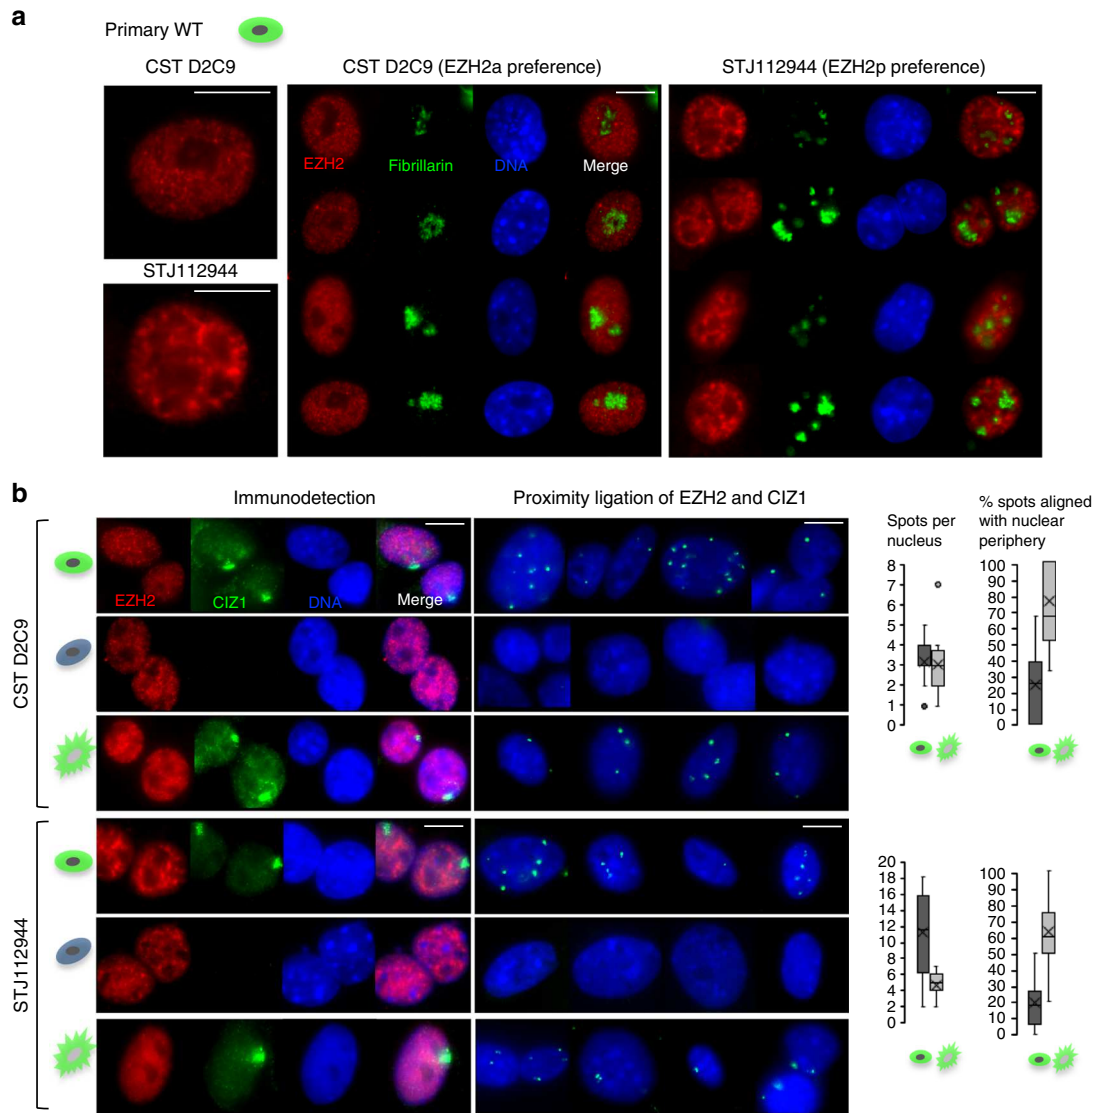 a
Primary WT
CST D2C9
CST D2C9 (EZH2a preference)
STJ112944 (EZH2p preference)
EZH2
Fibrillarin
DNA
Merge
STJ112944
b
Immunodetection
Proximity ligation of EZH2 and CIZ1
Spots per
nucleus
% spots aligned
with nuclear
periphery
CST D2C9
EZH2
CIZ1
DNA
Merge
8
7
6
5
4
3
2
1
0
100
90
80
70
60
50
40
30
20
10
0
STJ112944
20
18
16
14
12
10
8
6
4
2
0
100
90
80
70
60
50
40
30
20
10
0